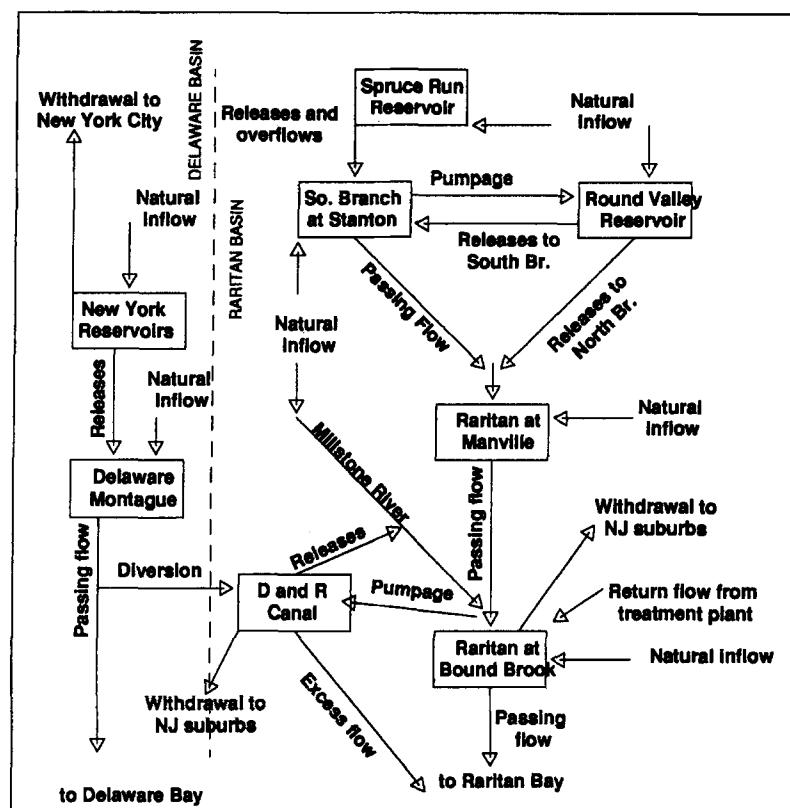 DELAWARE BASIN
RARITAN BASIN
Withdrawal to
New York City
Natural
Inflow
New York
Reservoirs
Releases
Natural
Inflow
Delaware
Montague
Passing flow
Diversion
to Delaware Bay
Spruce Run
Reservoir
Releases and
overflows
Natural
Inflow
So. Branch
at Stanton
Pumpage
Round Valley
Reservoir
Releases to
South Br.
Passing Flow
Releases to
North Br.
Natural
Inflow
Raritan at
Manville
Natural
Inflow
Millstone River
Passing flow
Withdrawal to
NJ suburbs
Releases
D and R
Canal
Pumpage
Return flow from
treatment plant
Raritan at
Bound Brook
Natural inflow
Withdrawal to
NJ suburbs
Excess flow
Passing
flow
to Raritan Bay